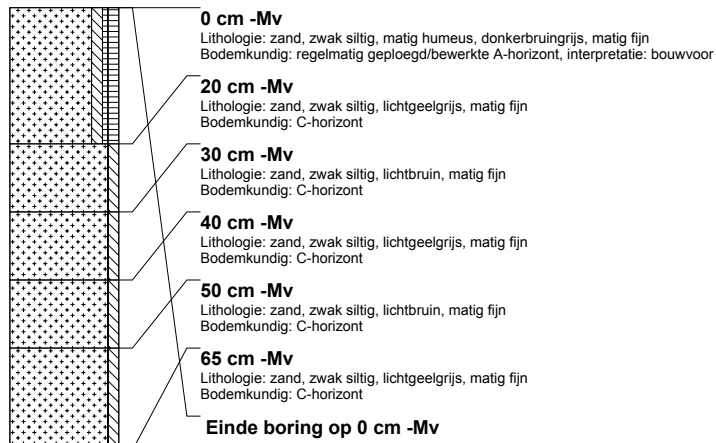 0 cm -Mv
Lithologie: zand, zwak siltig, matig humeus, donkerbruingrijs, matig fijn
Bodemkundig: regelmatig geploegd/bewerkte A-horizont, interpretatie: bouwvoor
20 cm -Mv
Lithologie: zand, zwak siltig, lichtgeelgrijs, matig fijn
Bodemkundig: C-horizont
30 cm -Mv
Lithologie: zand, zwak siltig, lichtbruin, matig fijn
Bodemkundig: C-horizont
40 cm -Mv
Lithologie: zand, zwak siltig, lichtgeelgrijs, matig fijn
Bodemkundig: C-horizont
50 cm -Mv
Lithologie: zand, zwak siltig, lichtbruin, matig fijn
Bodemkundig: C-horizont
65 cm -Mv
Lithologie: zand, zwak siltig, lichtgeelgrijs, matig fijn
Bodemkundig: C-horizont
Einde boring op 0 cm -Mv